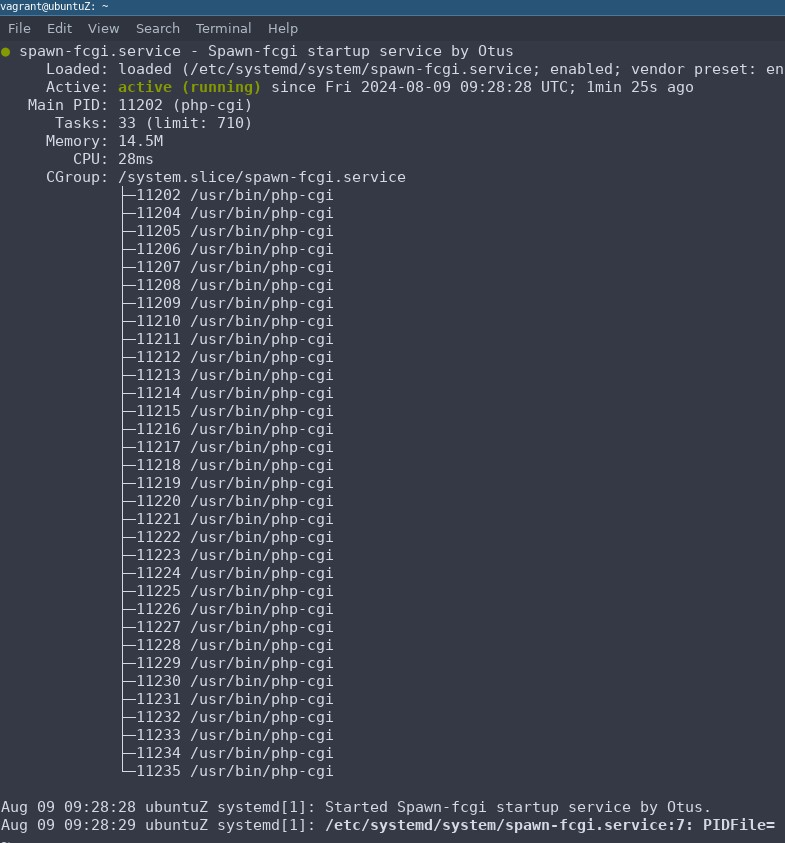 vagrant@ubuntuZ: ~
File Edit View Search Terminal Help
● spawn-fcgi.service - Spawn-fcgi startup service by Otus
Loaded: loaded (/etc/systemd/system/spawn-fcgi.service; enabled; vendor preset: en
Active: active (running) since Fri 2024-08-09 09:28:28 UTC; 1min 25s ago
Main PID: 11202 (php-cgi)
Tasks: 33 (limit: 710)
Memory: 14.5M
CPU: 28ms
CGroup: /system.slice/spawn-fcgi.service
├─11202 /usr/bin/php-cgi
├─11204 /usr/bin/php-cgi
├─11205 /usr/bin/php-cgi
├─11206 /usr/bin/php-cgi
├─11207 /usr/bin/php-cgi
├─11208 /usr/bin/php-cgi
├─11209 /usr/bin/php-cgi
├─11210 /usr/bin/php-cgi
├─11211 /usr/bin/php-cgi
├─11212 /usr/bin/php-cgi
├─11213 /usr/bin/php-cgi
├─11214 /usr/bin/php-cgi
├─11215 /usr/bin/php-cgi
├─11216 /usr/bin/php-cgi
├─11217 /usr/bin/php-cgi
├─11218 /usr/bin/php-cgi
├─11219 /usr/bin/php-cgi
├─11220 /usr/bin/php-cgi
├─11221 /usr/bin/php-cgi
├─11222 /usr/bin/php-cgi
├─11223 /usr/bin/php-cgi
├─11224 /usr/bin/php-cgi
├─11225 /usr/bin/php-cgi
├─11226 /usr/bin/php-cgi
├─11227 /usr/bin/php-cgi
├─11228 /usr/bin/php-cgi
├─11229 /usr/bin/php-cgi
├─11230 /usr/bin/php-cgi
├─11231 /usr/bin/php-cgi
├─11232 /usr/bin/php-cgi
├─11233 /usr/bin/php-cgi
├─11234 /usr/bin/php-cgi
└─11235 /usr/bin/php-cgi
Aug 09 09:28:28 ubuntuZ systemd[1]: Started Spawn-fcgi startup service by Otus.
Aug 09 09:28:29 ubuntuZ systemd[1]: /etc/systemd/system/spawn-fcgi.service:7: PIDFile=